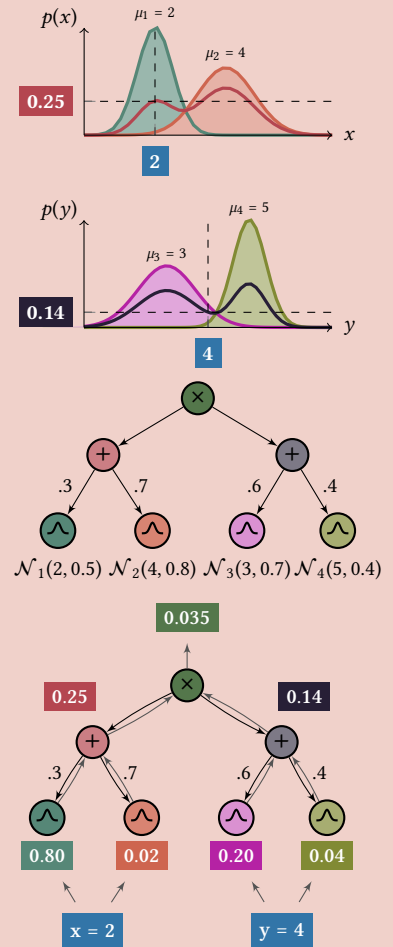 p(x)
μ₁ = 2
μ₂ = 4
0.25
x
2
p(y)
μ₄ = 5
μ₃ = 3
0.14
y
4
×
+ +
.3 .7 .6 .4
𝒩₁(2, 0.5) 𝒩₂(4, 0.8) 𝒩₃(3, 0.7) 𝒩₄(5, 0.4)
0.035
×
0.25 0.14
+ +
.3 .7 .6 .4
0.80 0.02 0.20 0.04
x = 2 y = 4